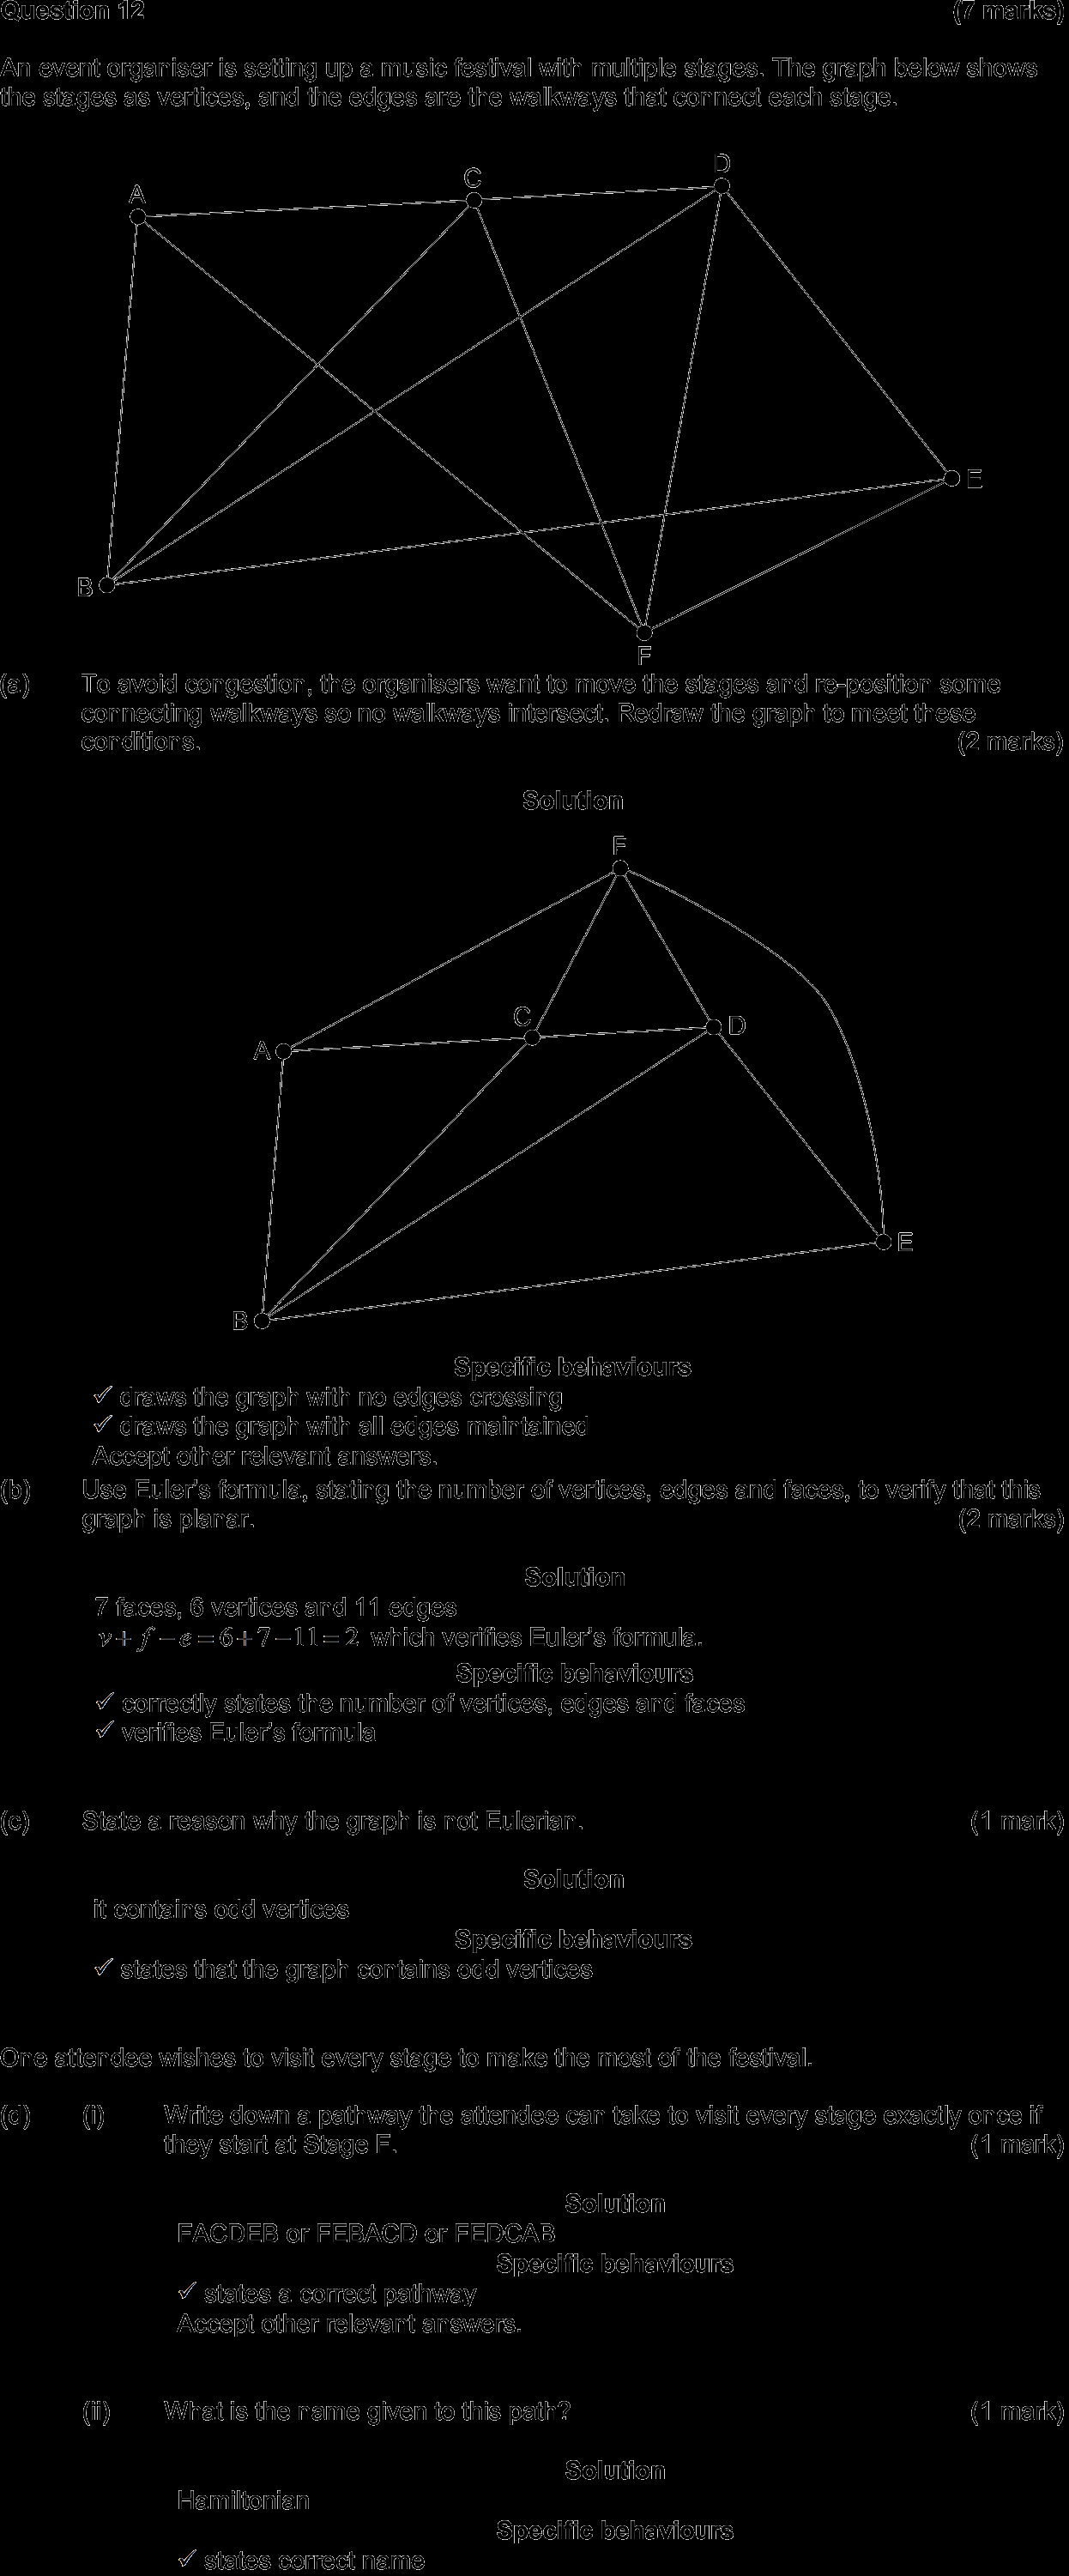 Question 12 (7 marks)
An event organiser is setting up a music festival with multiple stages. The graph below shows
the stages as vertices, and the edges are the walkways that connect each stage.
A
C
D
E
B
F
(a) To avoid congestion, the organisers want to move the stages and re-position some
connecting walkways so no walkways intersect. Redraw the graph to meet these
conditions. (2 marks)
Solution
F
C
D
A
E
B
Specific behaviours
✓ draws the graph with no edges crossing
✓ draws the graph with all edges maintained
Accept other relevant answers.
(b) Use Euler's formula, stating the number of vertices, edges and faces, to verify that this
graph is planar. (2 marks)
Solution
7 faces, 6 vertices and 11 edges
v + f − e = 6 + 7 − 11 = 2 which verifies Euler's formula.
Specific behaviours
✓ correctly states the number of vertices, edges and faces
✓ verifies Euler's formula
(c) State a reason why the graph is not Eulerian. (1 mark)
Solution
it contains odd vertices
Specific behaviours
✓ states that the graph contains odd vertices
One attendee wishes to visit every stage to make the most of the festival.
(d) (i) Write down a pathway the attendee can take to visit every stage exactly once if
they start at Stage F. (1 mark)
Solution
FACDEB or FEBACD or FEDCAB
Specific behaviours
✓ states a correct pathway
Accept other relevant answers.
(ii) What is the name given to this path? (1 mark)
Solution
Hamiltonian
Specific behaviours
✓ states correct name